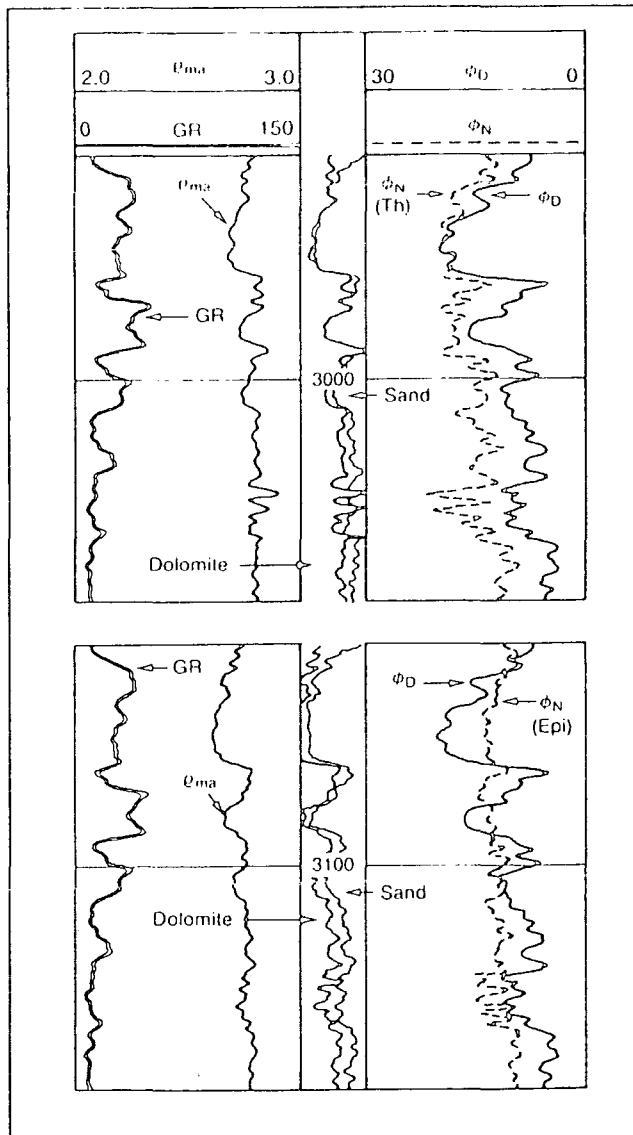 2.0 ρma 3.0 30 ϕD 0
0 GR 150 ϕN
ρma
ϕN
(Th)
ϕD
GR
3000
Sand
Dolomite
GR
ϕD
ϕN
(Epi)
ρma
3100
Sand
Dolomite